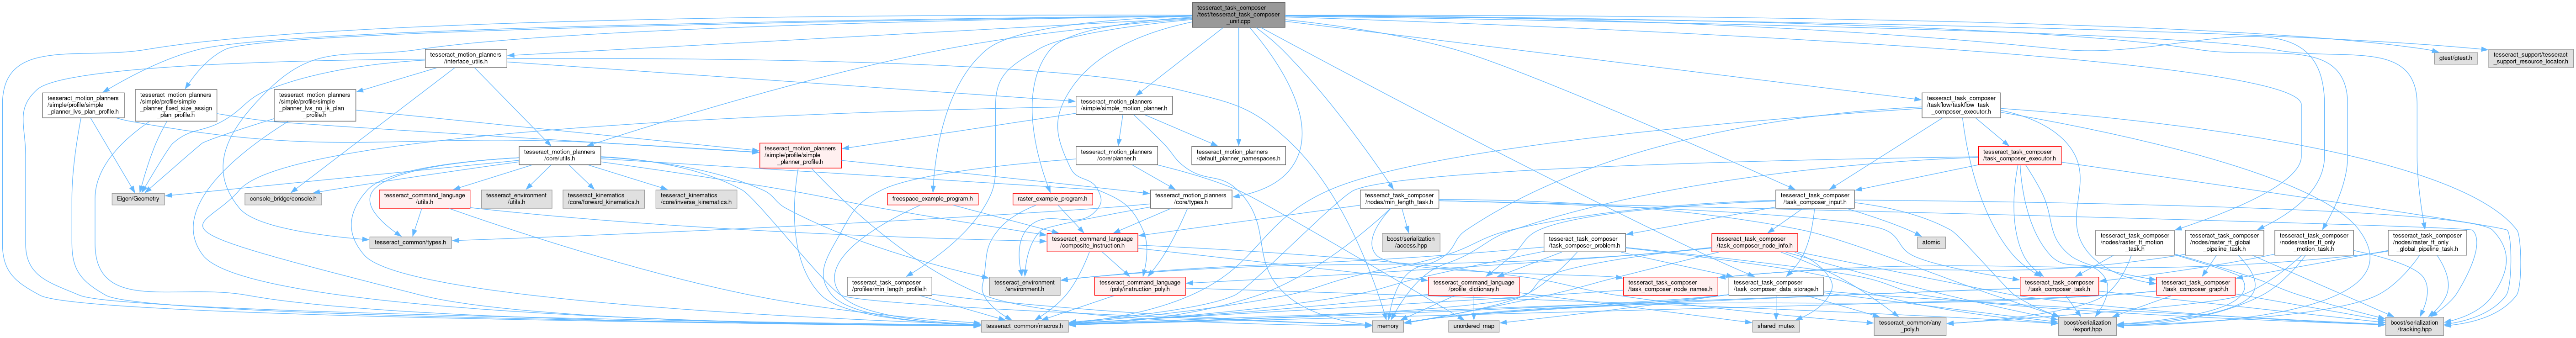 tesseract_task_composer
/test/tesseract_task_composer
_unit.cpp
tesseract_motion_planners
/interface_utils.h
gtest/gtest.h
tesseract_support/tesseract
_support_resource_locator.h
tesseract_motion_planners
/simple/profile/simple
_planner_lvs_plan_profile.h
tesseract_motion_planners
/simple/profile/simple
_planner_fixed_size_assign
_plan_profile.h
tesseract_motion_planners
/simple/profile/simple
_planner_lvs_no_ik_plan
_profile.h
tesseract_motion_planners
/simple/simple_motion_planner.h
tesseract_task_composer
/taskflow/taskflow_task
_composer_executor.h
tesseract_motion_planners
/core/utils.h
tesseract_motion_planners
/simple/profile/simple
_planner_profile.h
tesseract_motion_planners
/core/planner.h
tesseract_motion_planners
/default_planner_namespaces.h
tesseract_task_composer
/task_composer_executor.h
Eigen/Geometry
console_bridge/console.h
tesseract_command_language
/utils.h
tesseract_environment
/utils.h
tesseract_kinematics
/core/forward_kinematics.h
tesseract_kinematics
/core/inverse_kinematics.h
freespace_example_program.h
raster_example_program.h
tesseract_motion_planners
/core/types.h
tesseract_task_composer
/nodes/min_length_task.h
tesseract_task_composer
/task_composer_input.h
tesseract_common/types.h
tesseract_command_language
/composite_instruction.h
boost/serialization
/access.hpp
tesseract_task_composer
/task_composer_problem.h
tesseract_task_composer
/task_composer_node_info.h
atomic
tesseract_task_composer
/nodes/raster_ft_motion
_task.h
tesseract_task_composer
/nodes/raster_ft_global
_pipeline_task.h
tesseract_task_composer
/nodes/raster_ft_only
_motion_task.h
tesseract_task_composer
/nodes/raster_ft_only
_global_pipeline_task.h
tesseract_task_composer
/profiles/min_length_profile.h
tesseract_environment
/environment.h
tesseract_command_language
/poly/instruction_poly.h
tesseract_command_language
/profile_dictionary.h
tesseract_task_composer
/task_composer_node_names.h
tesseract_task_composer
/task_composer_data_storage.h
tesseract_task_composer
/task_composer_task.h
tesseract_task_composer
/task_composer_graph.h
tesseract_common/macros.h
memory
unordered_map
shared_mutex
tesseract_common/any
_poly.h
boost/serialization
/export.hpp
boost/serialization
/tracking.hpp